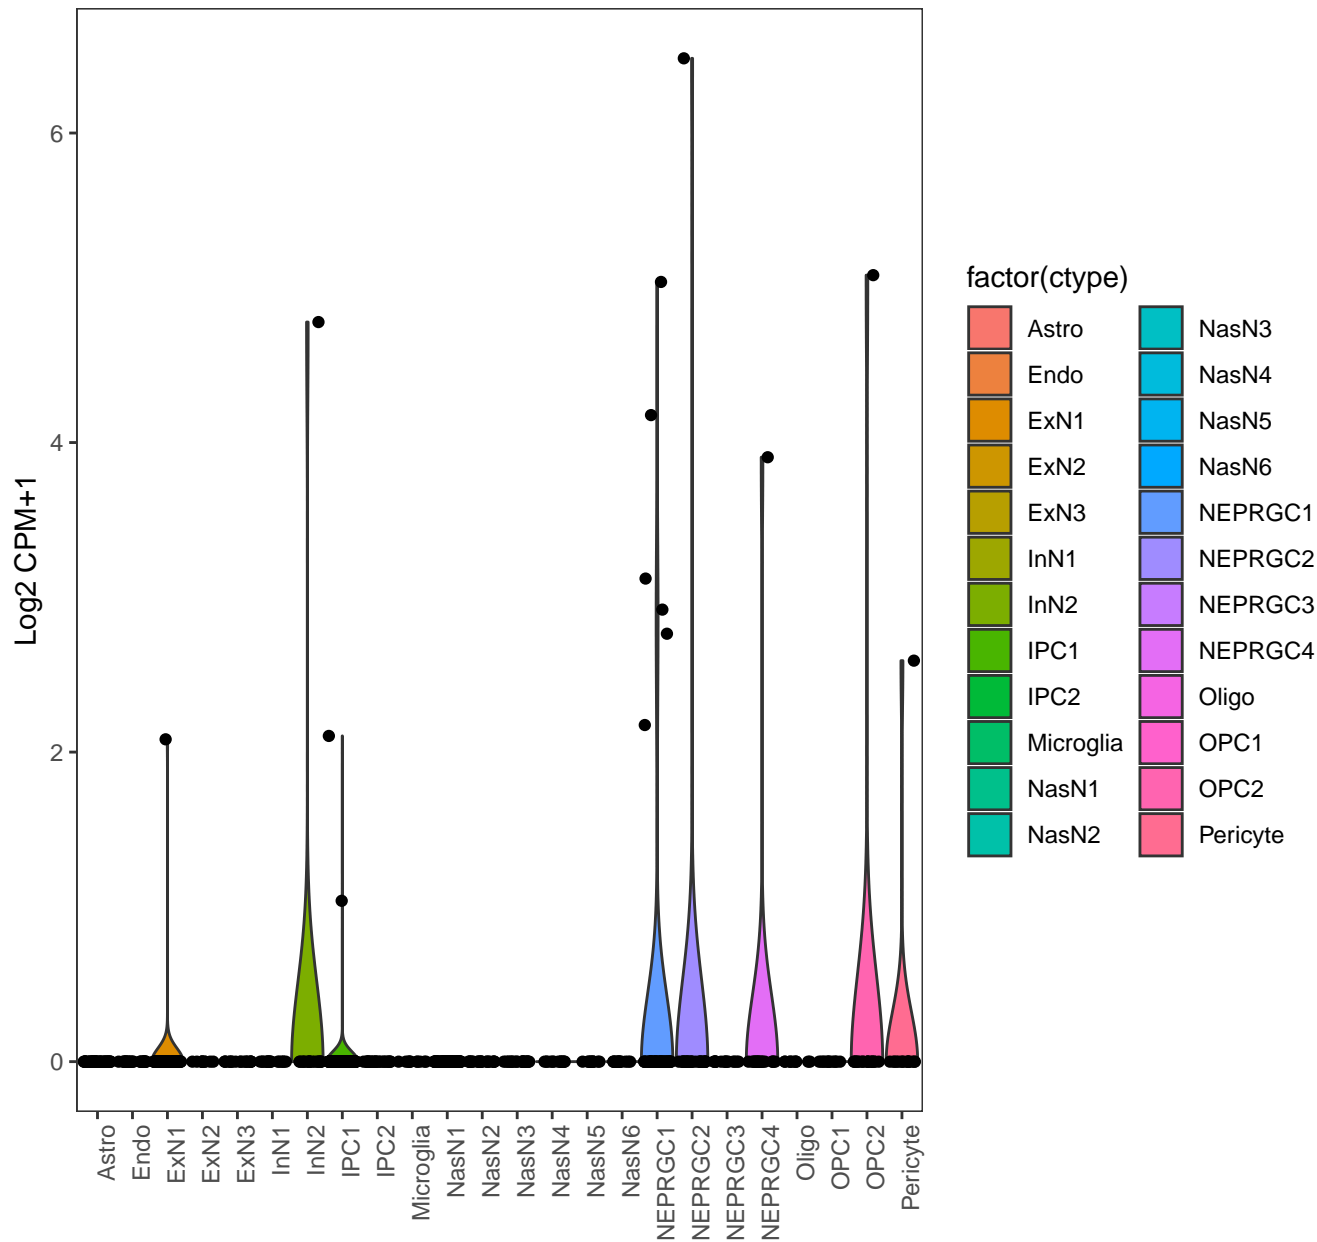 Log2 CPM+1
6
4
2
0
Astro
Endo
ExN1
ExN2
ExN3
InN1
InN2
IPC1
IPC2
Microglia
NasN1
NasN2
NasN3
NasN4
NasN5
NasN6
NEPRGC1
NEPRGC2
NEPRGC3
NEPRGC4
Oligo
OPC1
OPC2
Pericyte
factor(ctype)
Astro
Endo
ExN1
ExN2
ExN3
InN1
InN2
IPC1
IPC2
Microglia
NasN1
NasN2
NasN3
NasN4
NasN5
NasN6
NEPRGC1
NEPRGC2
NEPRGC3
NEPRGC4
Oligo
OPC1
OPC2
Pericyte